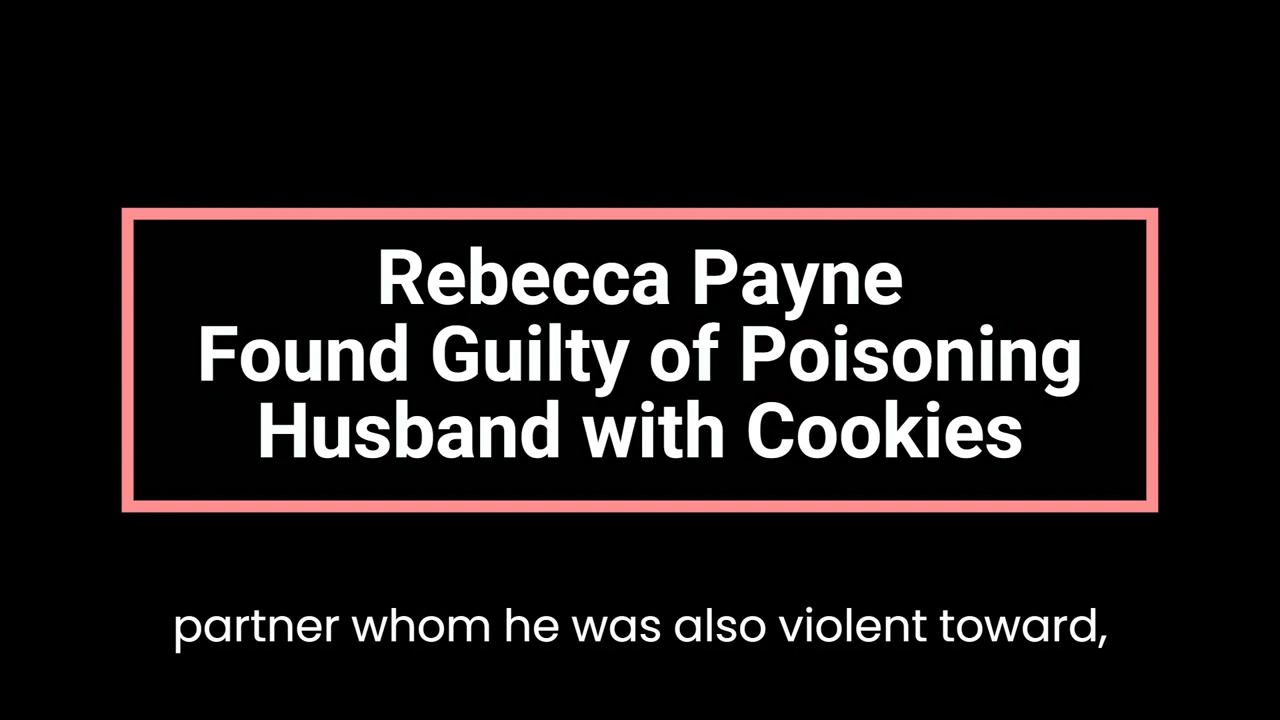 Rebecca Payne
Found Guilty of Poisoning
Husband with Cookies
partner whom he was also violent toward,